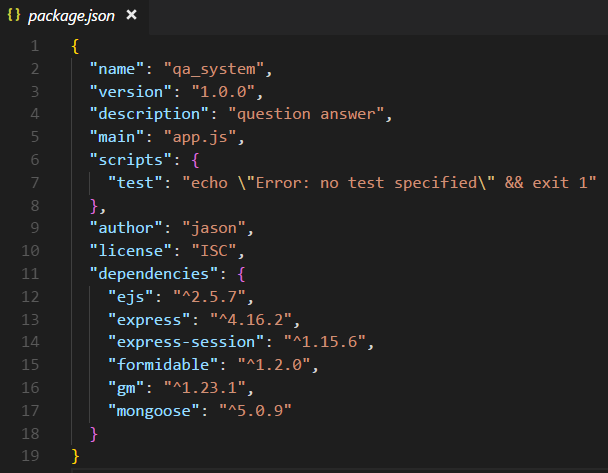 {} package.json ×
1 {
2 "name": "qa_system",
3 "version": "1.0.0",
4 "description": "question answer",
5 "main": "app.js",
6 "scripts": {
7 "test": "echo \"Error: no test specified\" && exit 1"
8 },
9 "author": "jason",
10 "license": "ISC",
11 "dependencies": {
12 "ejs": "^2.5.7",
13 "express": "^4.16.2",
14 "express-session": "^1.15.6",
15 "formidable": "^1.2.0",
16 "gm": "^1.23.1",
17 "mongoose": "^5.0.9"
18 }
19 }